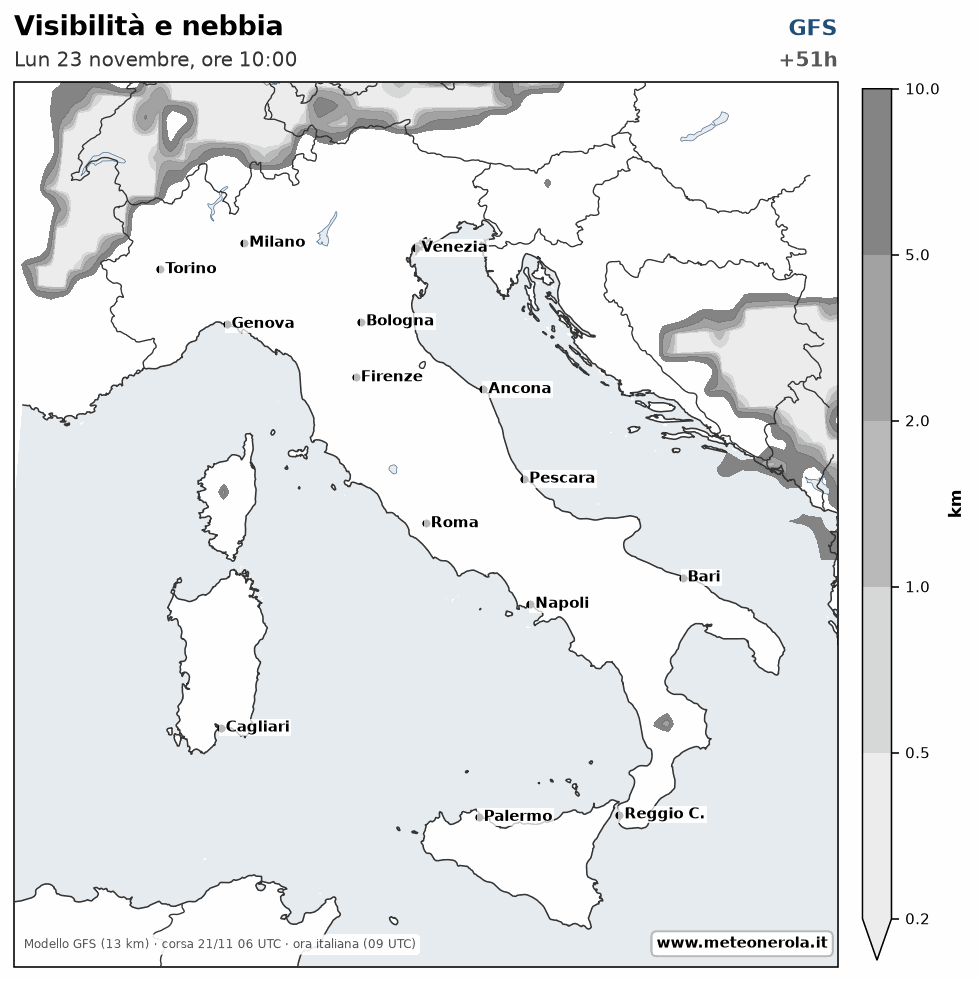 Visibilità e nebbia
GFS
Lun 23 novembre, ore 10:00
+51h
10.0
5.0
2.0
1.0
0.5
0.2
km
Milano
Venezia
Torino
Genova
Bologna
Firenze
Ancona
Pescara
Roma
Bari
Napoli
Cagliari
Palermo
Reggio C.
Modello GFS (13 km) · corsa 21/11 06 UTC · ora italiana (09 UTC)
www.meteonerola.it